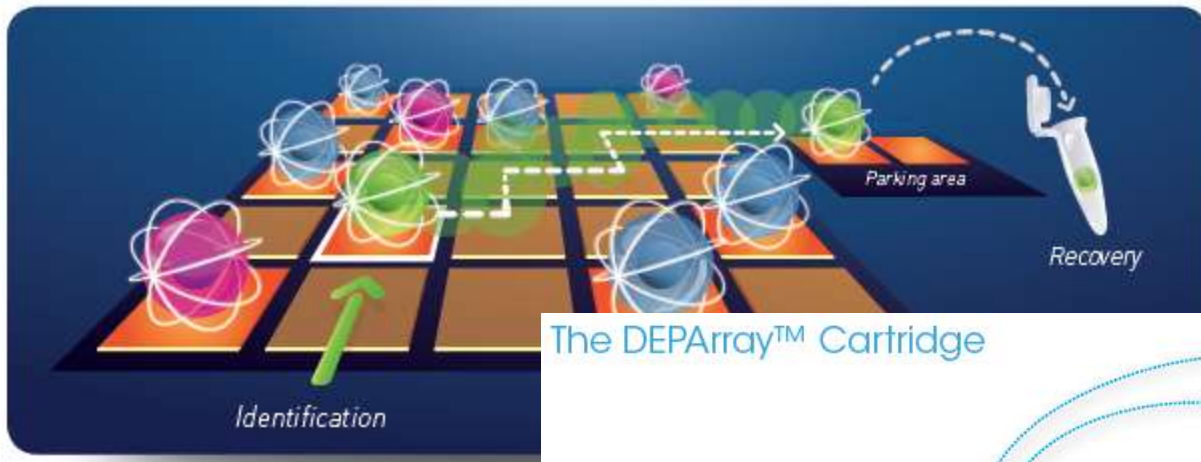 Parking area
Recovery
Identification
The DEPArray™ Cartridge